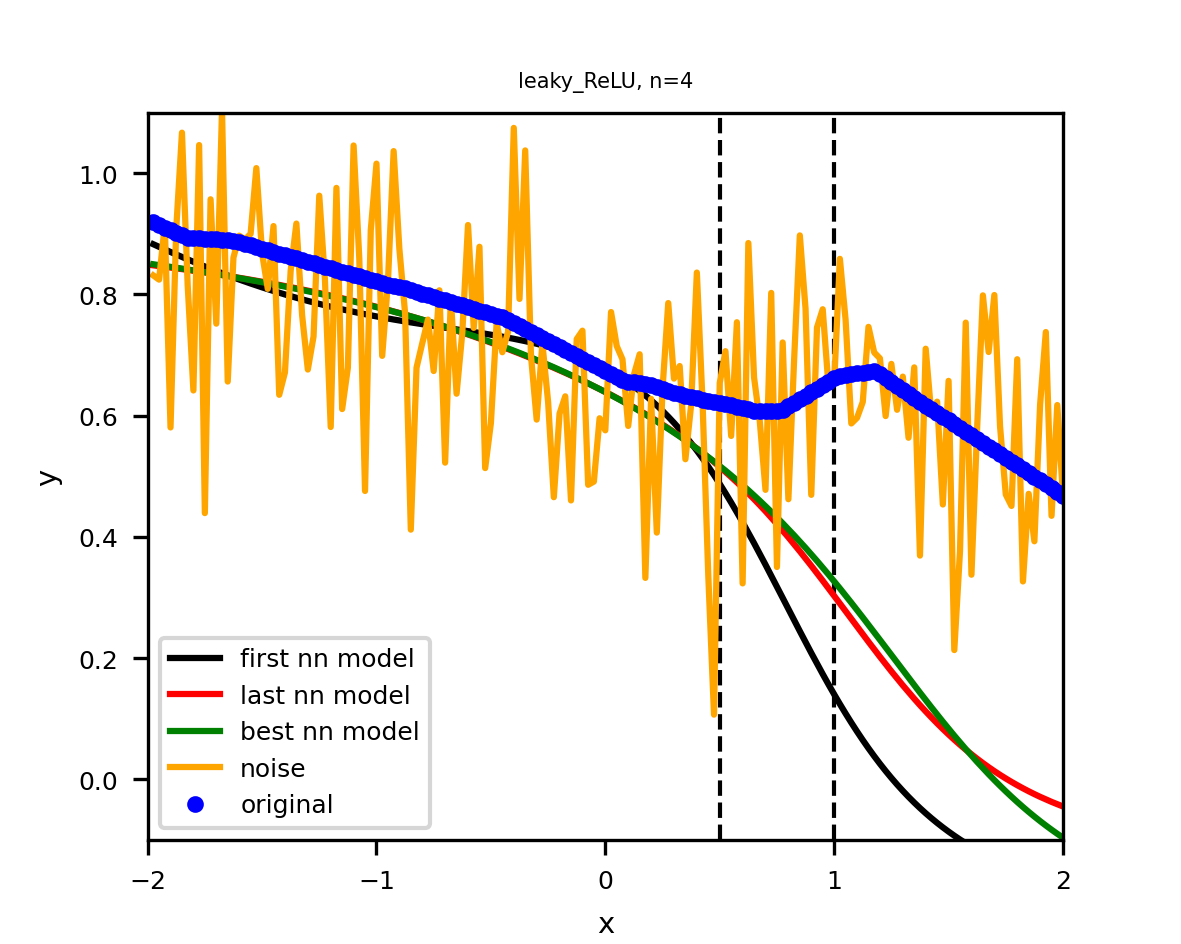 leaky_ReLU, n=4
y
1.0
0.8
0.6
0.4
0.2
0.0
first nn model
last nn model
best nn model
noise
original
−2
−1
0
1
2
x